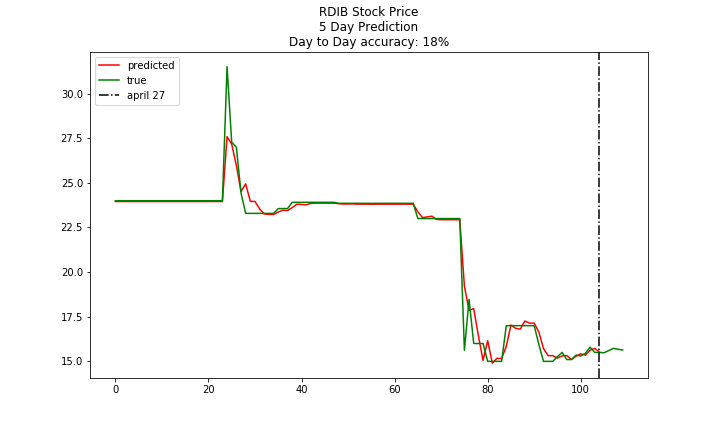 RDIB Stock Price
5 Day Prediction
Day to Day accuracy: 18%
predicted
true
april 27
30.0
27.5
25.0
22.5
20.0
17.5
15.0
0
20
40
60
80
100